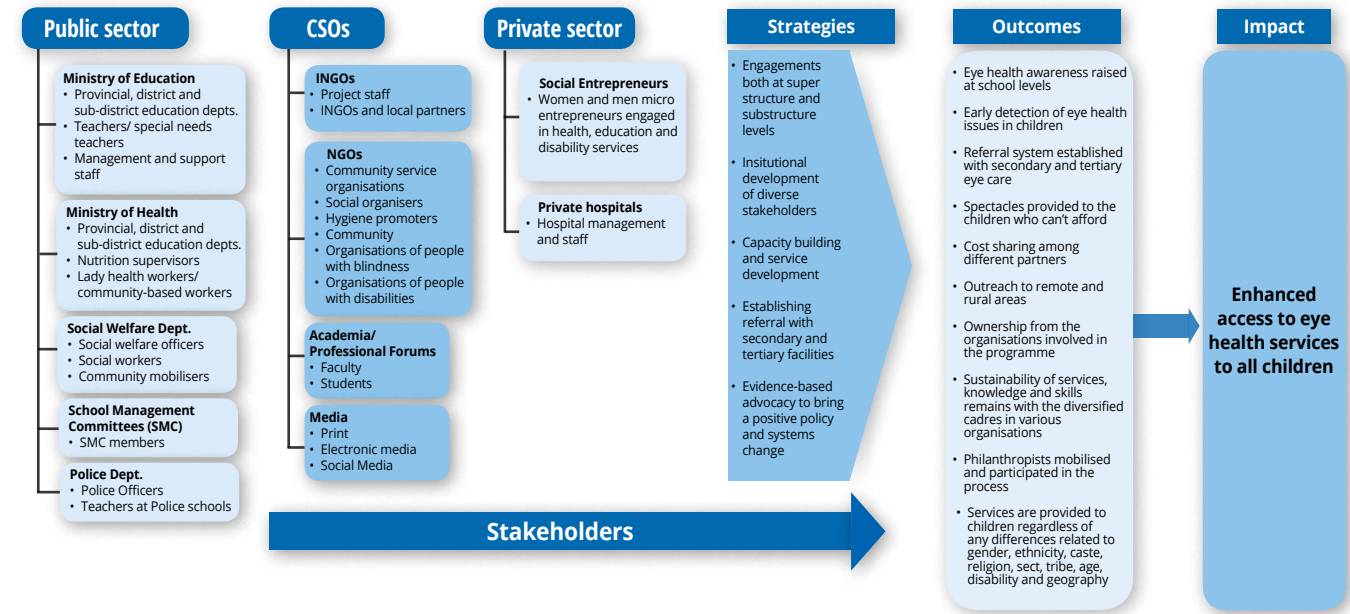 Public sector
Ministry of Education
• Provincial, district and
sub-district education depts.
• Teachers/ special needs
teachers
• Management and support
staff
Ministry of Health
• Provincial, district and
sub-district education depts.
• Nutrition supervisors
• Lady health workers/
community-based workers
Social Welfare Dept.
• Social welfare officers
• Social workers
• Community mobilisers
School Management
Committees (SMC)
• SMC members
Police Dept.
• Police Officers
• Teachers at Police schools
CSOs
INGOs
• Project staff
• INGOs and local partners
NGOs
• Community service
organisations
• Social organisers
• Hygiene promoters
• Community
• Organisations of people
with blindness
• Organisations of people
with disabilities
Academia/
Professional Forums
• Faculty
• Students
Media
• Print
• Electronic media
• Social Media
Private sector
Social Entrepreneurs
• Women and men micro
entrepreneurs engaged
in health, education and
disability services
Private hospitals
• Hospital management
and staff
Stakeholders
Strategies
• Engagements
both at super
structure and
substructure
levels
• Insitutional
development
of diverse
stakeholders
• Capacity building
and service
development
• Establishing
referral with
secondary and
tertiary facilities
• Evidence-based
advocacy to bring
a positive policy
and systems
change
Outcomes
• Eye health awareness raised
at school levels
• Early detection of eye health
issues in children
• Referral system established
with secondary and tertiary
eye care
• Spectacles provided to the
children who can't afford
• Cost sharing among
different partners
• Outreach to remote and
rural areas
• Ownership from the
organisations involved in
the programme
• Sustainability of services,
knowledge and skills
remains with the diversified
cadres in various
organisations
• Philanthropists mobilised
and participated in the
process
• Services are provided to
children regardless of
any differences related to
gender, ethnicity, caste,
religion, sect, tribe, age,
disability and geography
Impact
Enhanced
access to eye
health services
to all children